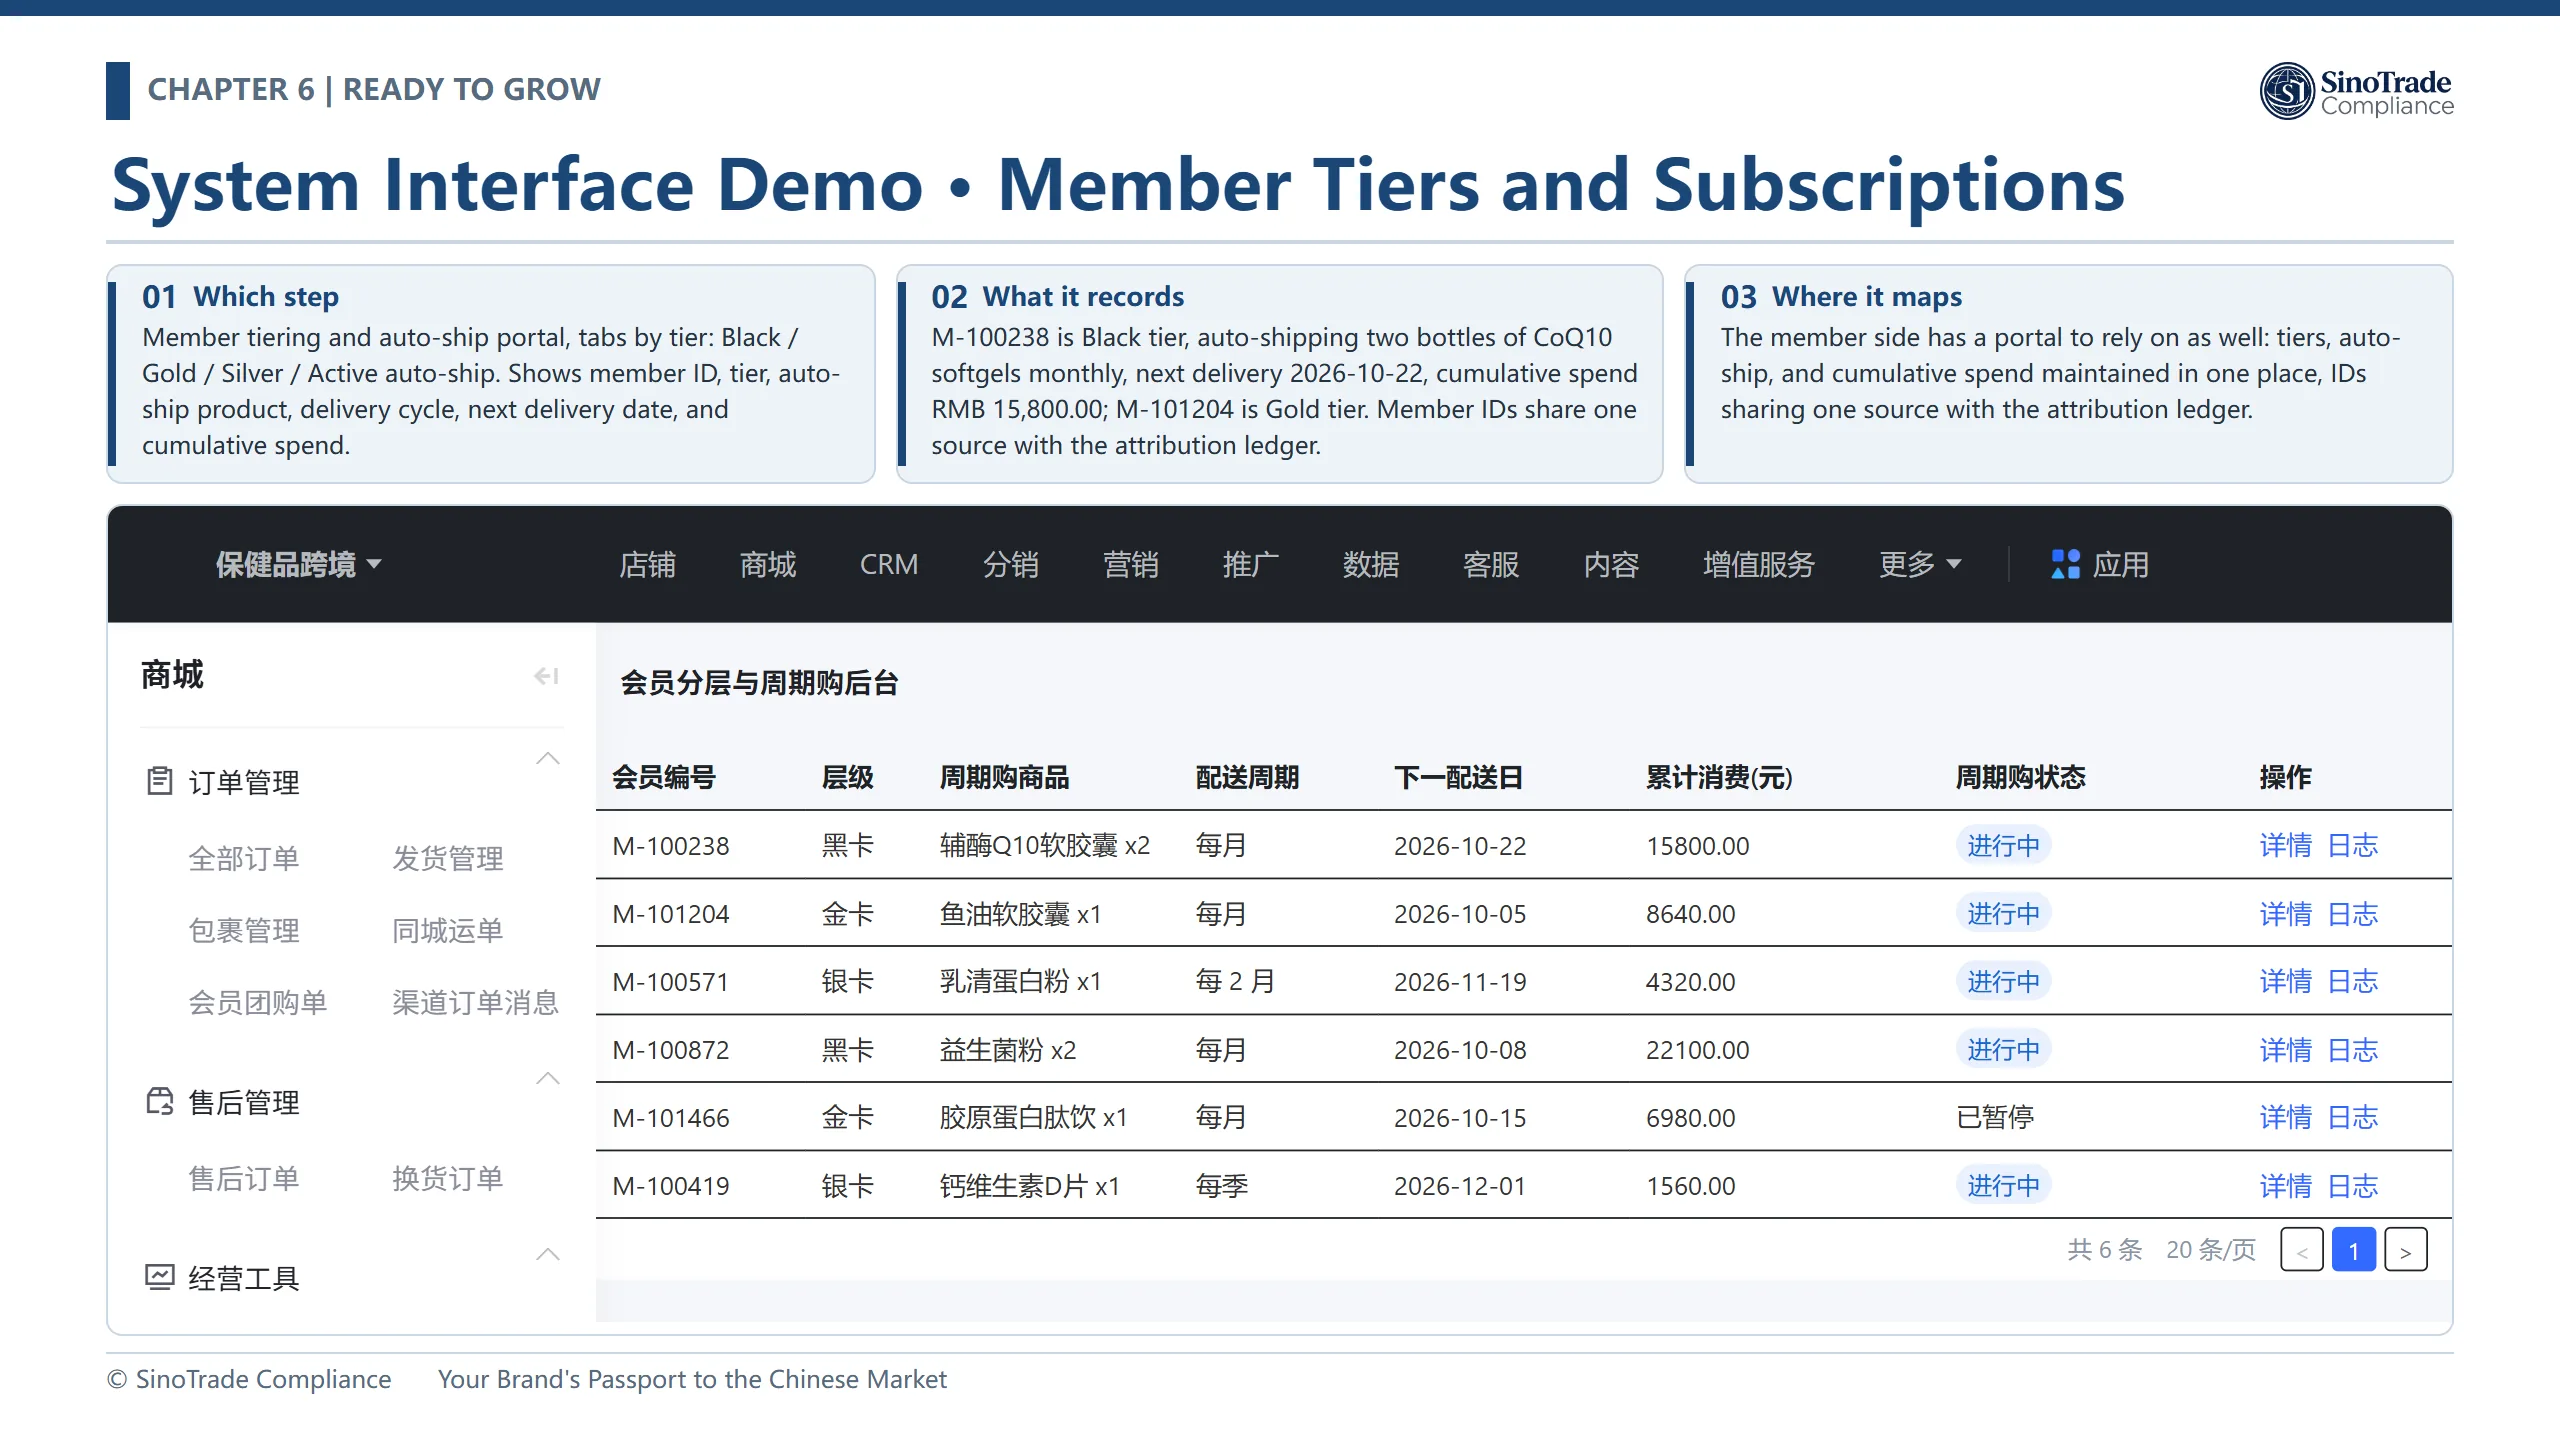 CHAPTER 6 | READY TO GROW
SinoTrade
Compliance
System Interface Demo • Member Tiers and Subscriptions
01 Which step
Member tiering and auto-ship portal, tabs by tier: Black /
Gold / Silver / Active auto-ship. Shows member ID, tier, auto-
ship product, delivery cycle, next delivery date, and
cumulative spend.
02 What it records
M-100238 is Black tier, auto-shipping two bottles of CoQ10
softgels monthly, next delivery 2026-10-22, cumulative spend
RMB 15,800.00; M-101204 is Gold tier. Member IDs share one
source with the attribution ledger.
03 Where it maps
The member side has a portal to rely on as well: tiers, auto-
ship, and cumulative spend maintained in one place, IDs
sharing one source with the attribution ledger.
保健品跨境 店铺 商城 CRM 分销 营销 推广 数据 客服 内容 增值服务 更多 应用
商城
订单管理
全部订单 发货管理
包裹管理 同城运单
会员团购单 渠道订单消息
售后管理
售后订单 换货订单
经营工具
会员分层与周期购后台
会员编号 层级 周期购商品 配送周期 下一配送日 累计消费(元) 周期购状态 操作
M-100238 黑卡 辅酶Q10软胶囊 x2 每月 2026-10-22 15800.00 进行中 详情 日志
M-101204 金卡 鱼油软胶囊 x1 每月 2026-10-05 8640.00 进行中 详情 日志
M-100571 银卡 乳清蛋白粉 x1 每 2 月 2026-11-19 4320.00 进行中 详情 日志
M-100872 黑卡 益生菌粉 x2 每月 2026-10-08 22100.00 进行中 详情 日志
M-101466 金卡 胶原蛋白肽饮 x1 每月 2026-10-15 6980.00 已暂停 详情 日志
M-100419 银卡 钙维生素D片 x1 每季 2026-12-01 1560.00 进行中 详情 日志
共 6 条 20 条/页 < 1 >
© SinoTrade Compliance Your Brand's Passport to the Chinese Market